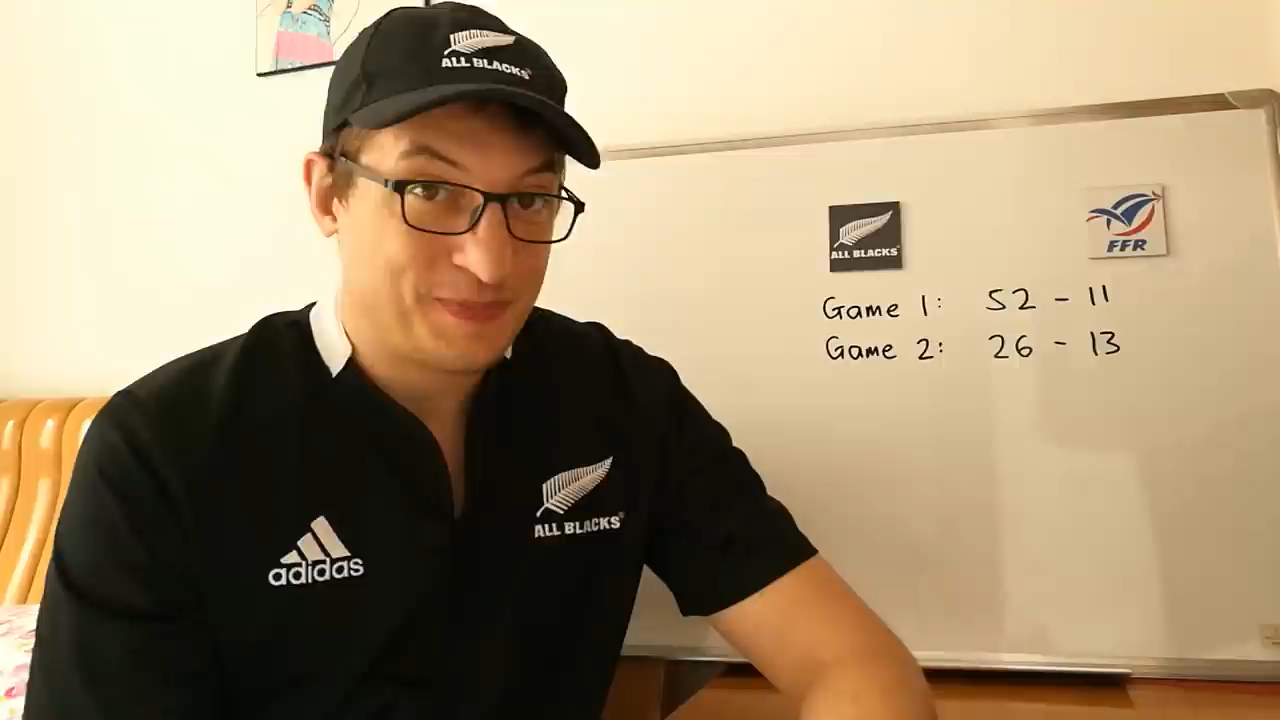 ALL BLACKS
ALL BLACKS
FFR
Game 1: 52 - 11
Game 2: 26 - 13
ALL BLACKS
adidas